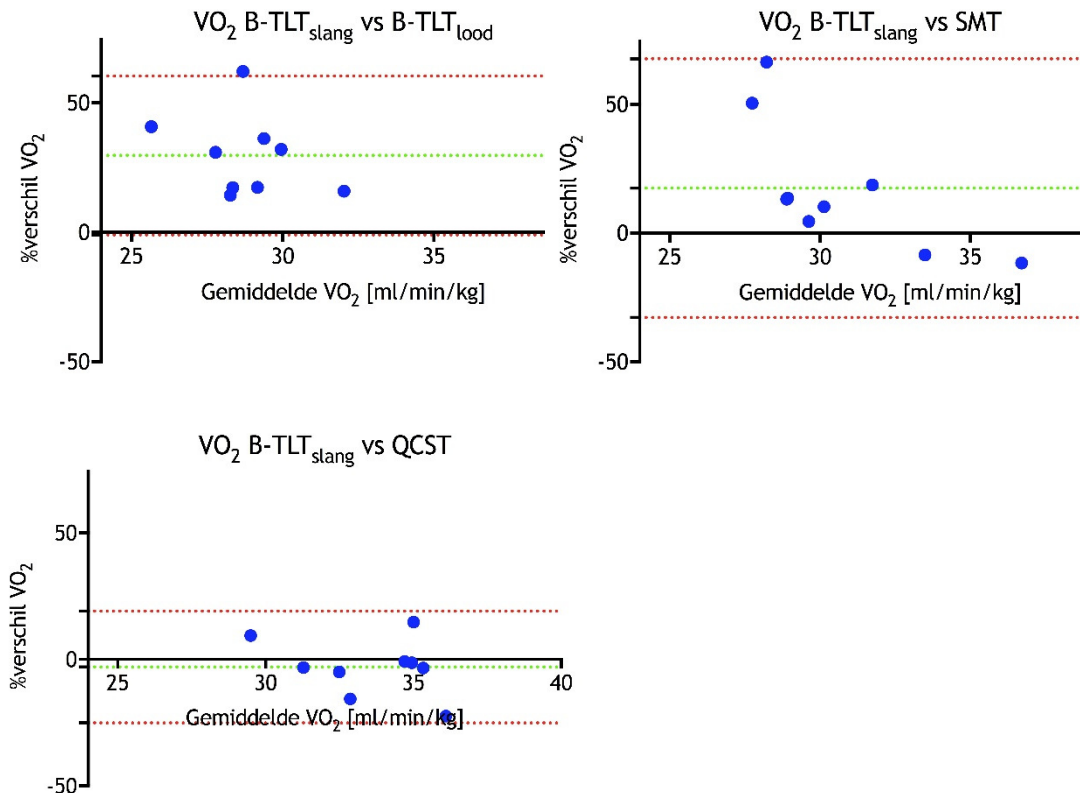 VO₂ B-TLTslang vs B-TLTlood
%verschil VO₂
50
0
-50
25
30
35
Gemiddelde VO₂ [ml/min/kg]
VO₂ B-TLTslang vs SMT
%verschil VO₂
50
0
-50
25
30
35
Gemiddelde VO₂ [ml/min/kg]
VO₂ B-TLTslang vs QCST
%verschil VO₂
50
0
-50
25
30
35
40
Gemiddelde VO₂ [ml/min/kg]